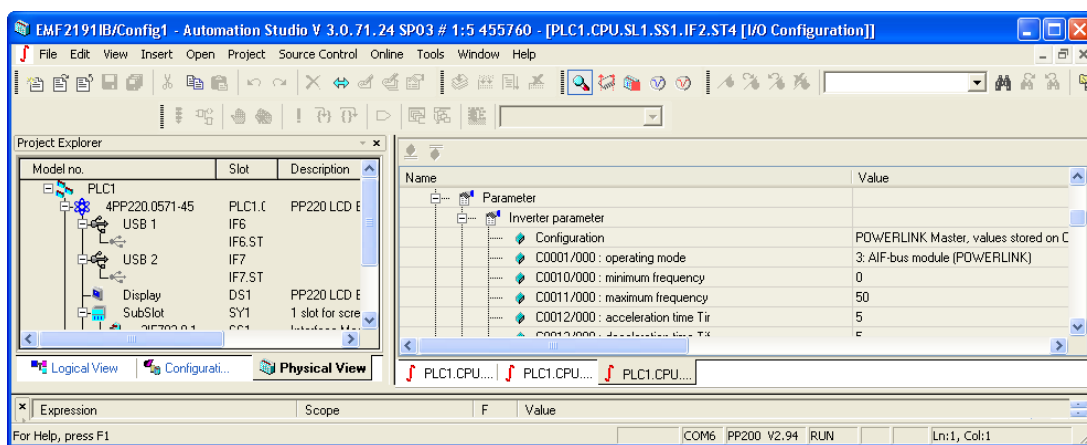 EMF2191IB/Config1 - Automation Studio V 3.0.71.24 SP03 # 1:5 455760 - [PLC1.CPU.SL1.SS1.IF2.ST4 [I/O Configuration]]
File Edit View Insert Open Project Source Control Online Tools Window Help
Project Explorer
Model no. Slot Description
PLC1
4PP220.0571-45 PLC1.( PP220 LCD E
USB 1 IF6
IF6.ST
USB 2 IF7
IF7.ST
Display DS1 PP220 LCD E
SubSlot SY1 1 slot for scre
Logical View Configurati... Physical View
Name Value
Parameter
Inverter parameter
Configuration POWERLINK Master, values stored on C
C0001/000 : operating mode 3: AIF-bus module (POWERLINK)
C0010/000 : minimum frequency 0
C0011/000 : maximum frequency 50
C0012/000 : acceleration time Tir 5
C0013/000 : deceleration time Tif 5
PLC1.CPU.... PLC1.CPU.... PLC1.CPU....
Expression Scope F Value
For Help, press F1 COM6 PP200 V2.94 RUN Ln:1, Col:1